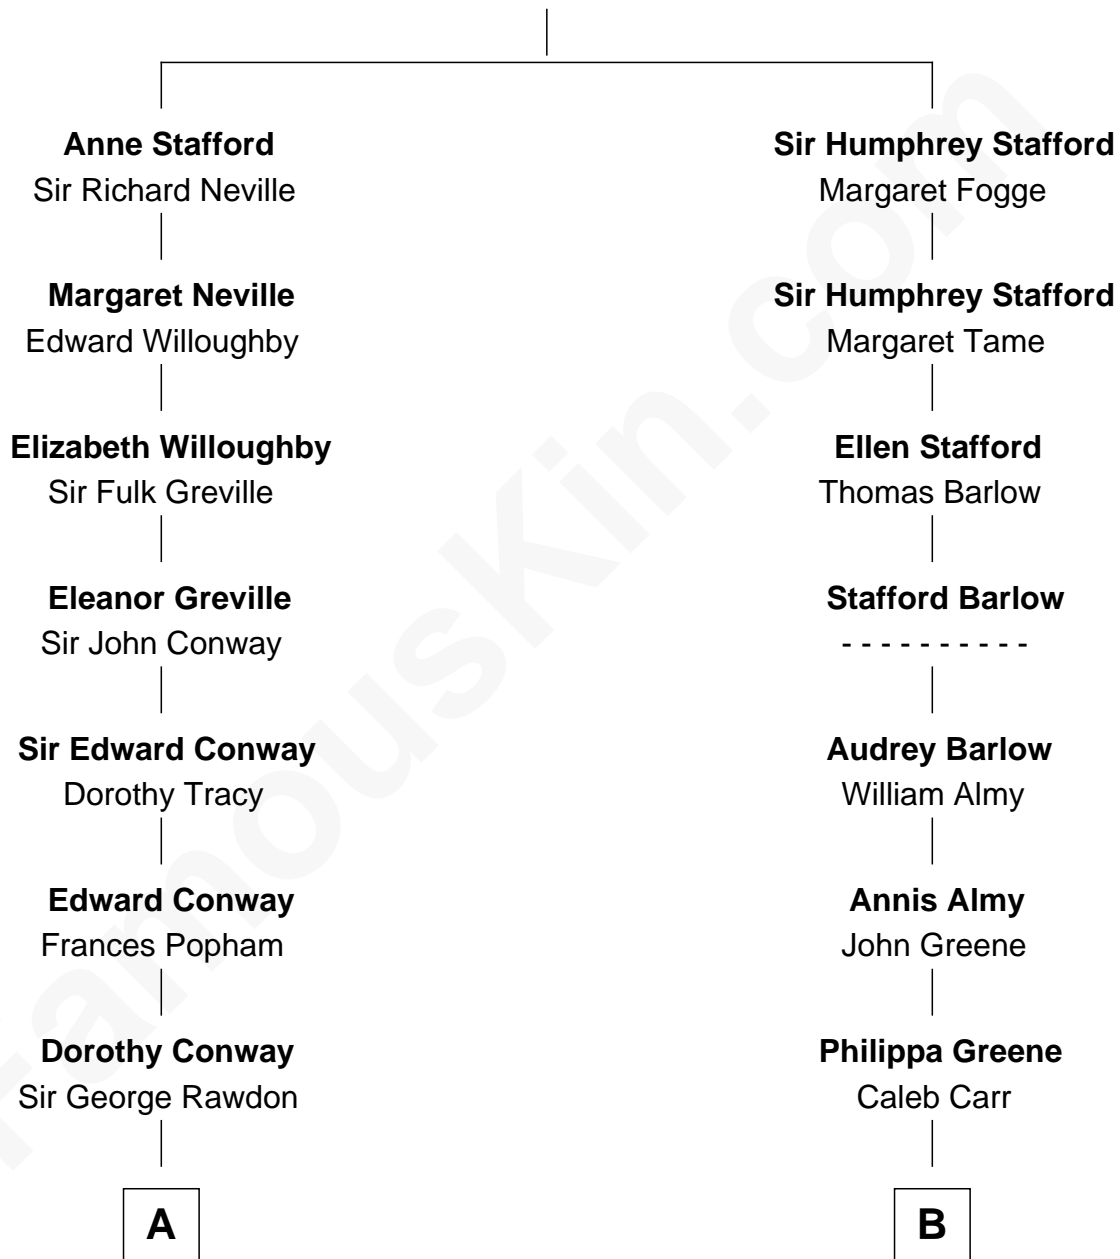 Anne Stafford
Sir Richard Neville
Margaret Neville
Edward Willoughby
Elizabeth Willoughby
Sir Fulk Greville
Eleanor Greville
Sir John Conway
Sir Edward Conway
Dorothy Tracy
Edward Conway
Frances Popham
Dorothy Conway
Sir George Rawdon
A
Sir Humphrey Stafford
Margaret Fogge
Sir Humphrey Stafford
Margaret Tame
Ellen Stafford
Thomas Barlow
Stafford Barlow
- - - - - - - - - -
Audrey Barlow
William Almy
Annis Almy
John Greene
Philippa Greene
Caleb Carr
B
FamousKin.com